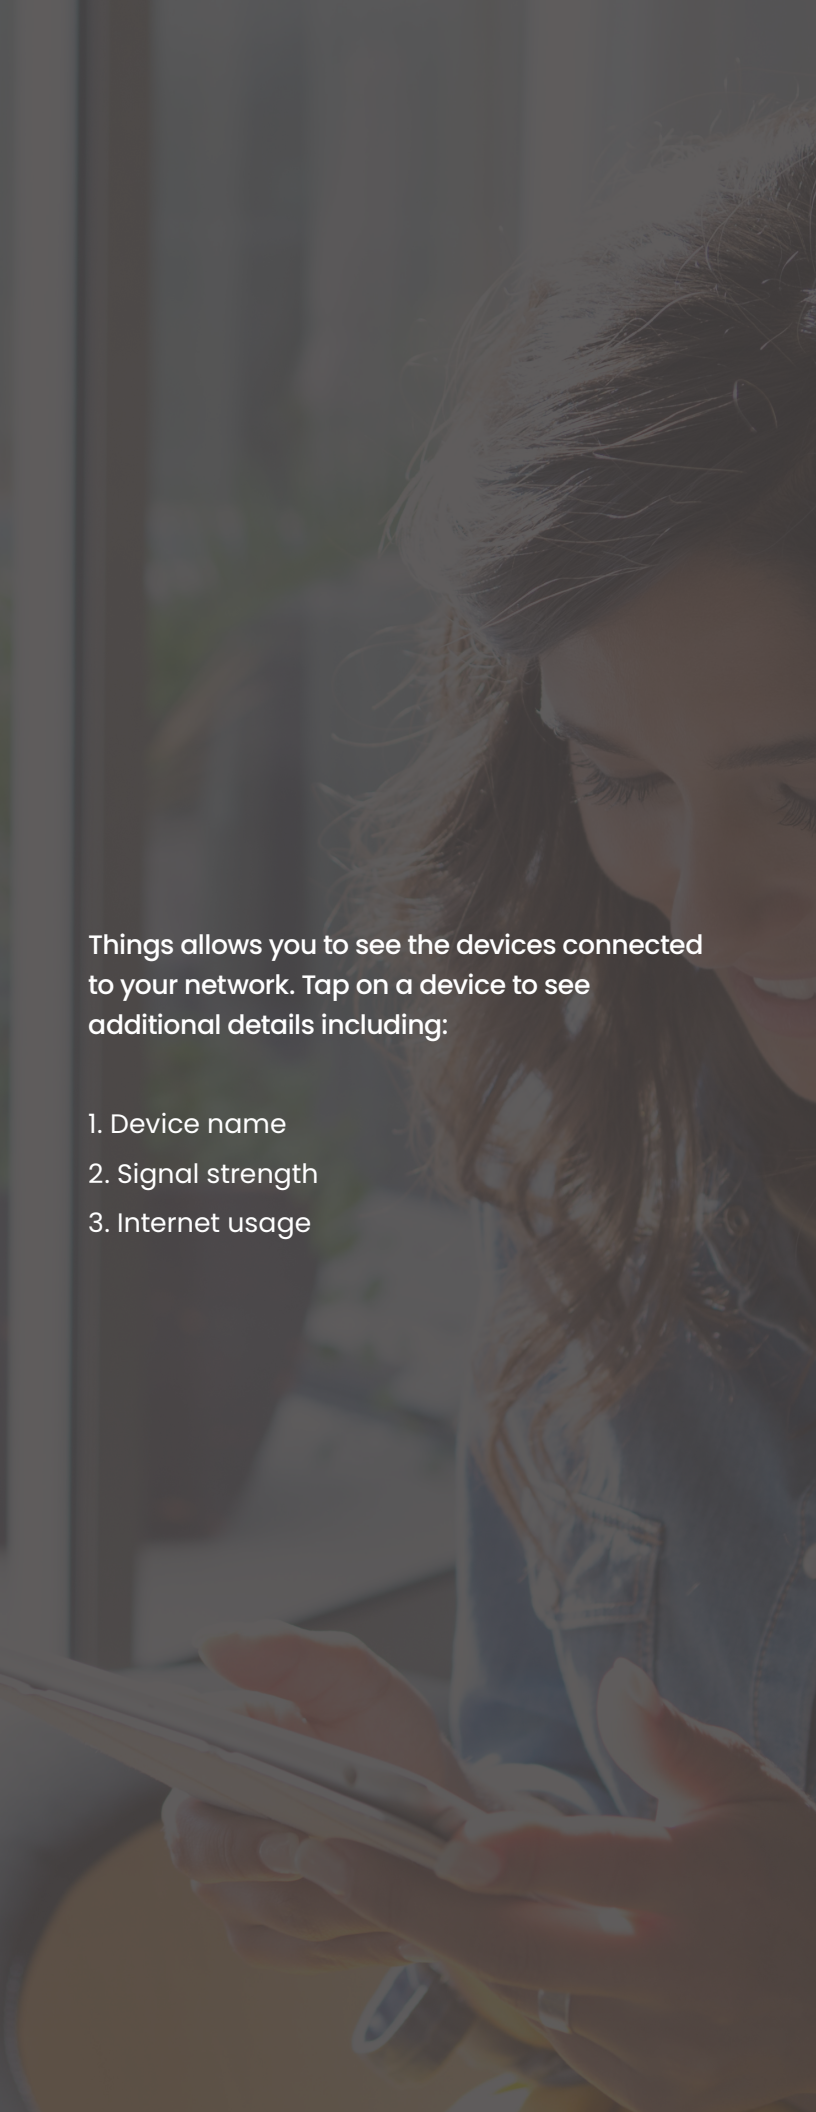 Things allows you to see the devices connected
to your network. Tap on a device to see
additional details including:
1. Device name
2. Signal strength
3. Internet usage